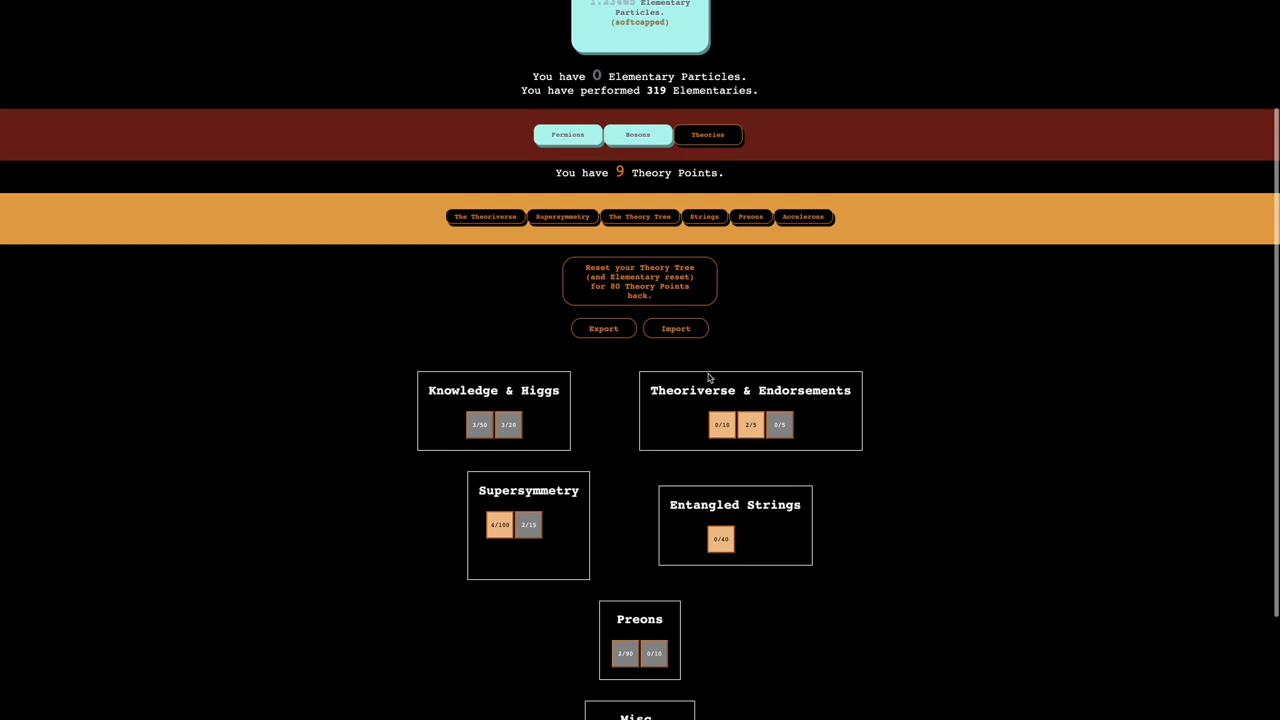 Elementary
Particles.
(softcapped)
You have 0 Elementary Particles.
You have performed 319 Elementaries.
Fermions Bosons Theories
You have 9 Theory Points.
The Theoriverse Supersymmetry The Theory Tree Strings Preons Accelerons
Reset your Theory Tree
(and Elementary reset)
for 80 Theory Points
back.
Export Import
Knowledge & Higgs
3/50 3/20
Theoriverse & Endorsements
0/10 2/5 0/5
Supersymmetry
4/100 2/15
Entangled Strings
0/40
Preons
2/90 0/10
Misc